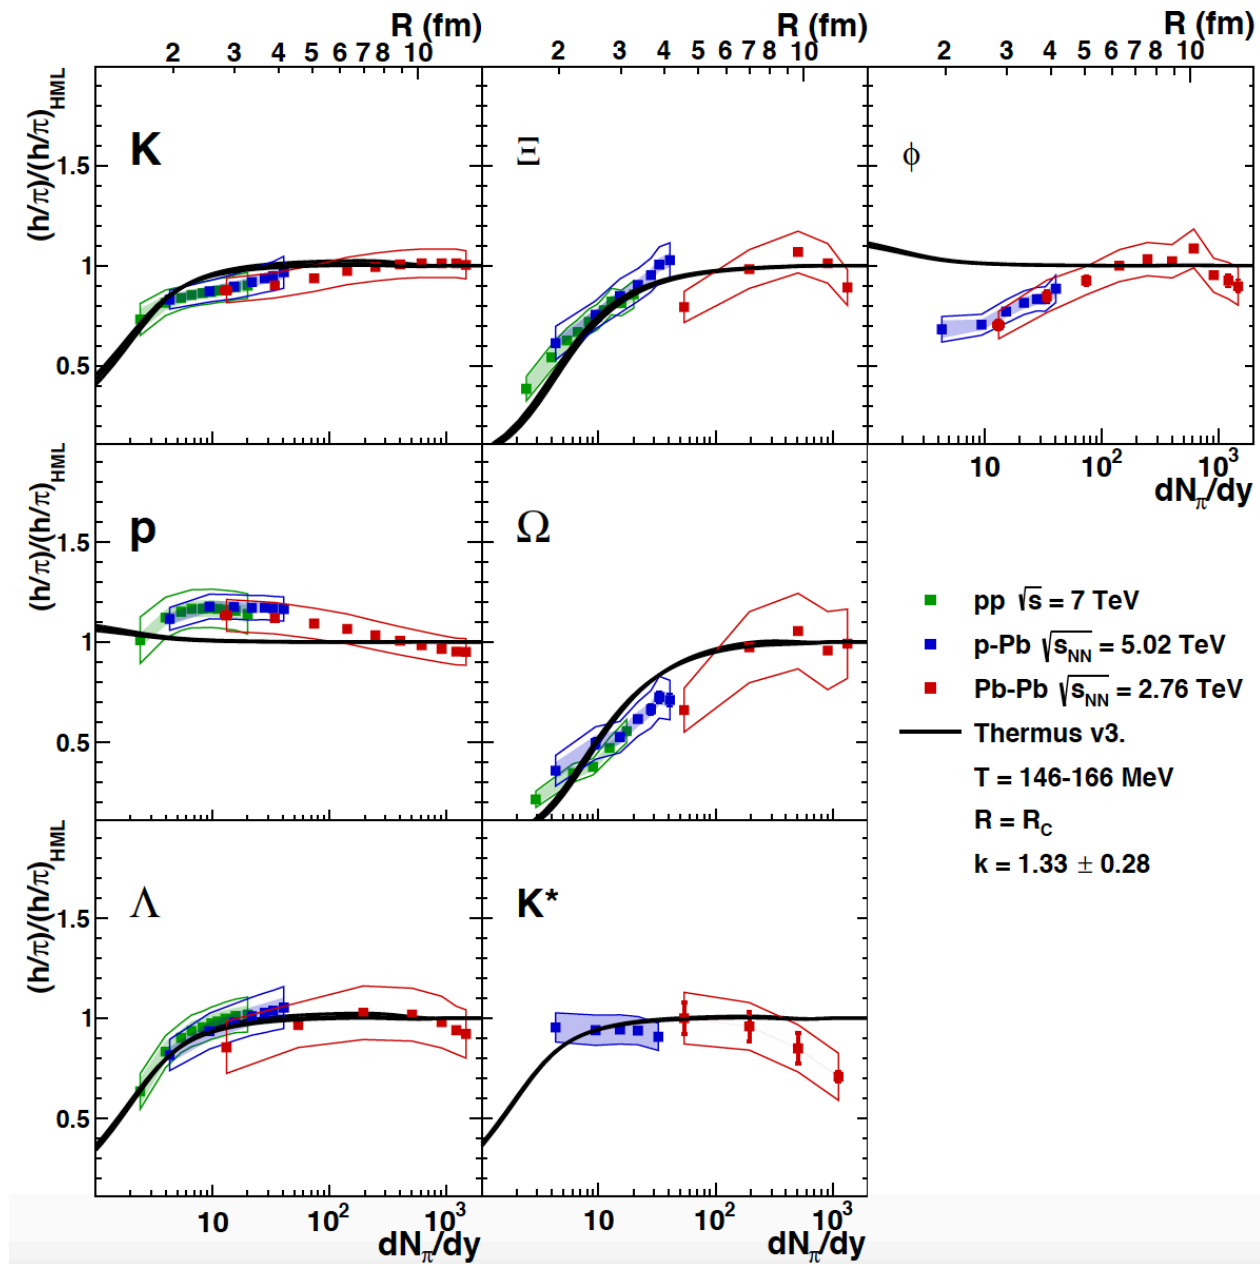 R (fm) R (fm) R (fm)
2 3 4 5 6 7 8 10 2 3 4 5 6 7 8 10 2 3 4 5 6 7 8 10
(h/π)/(h/π)HML
K Ξ ϕ
1.5
1
0.5
10 10² 10³
dNπ/dy
(h/π)/(h/π)HML
p Ω
1.5
1
0.5
pp √s = 7 TeV
p-Pb √sNN = 5.02 TeV
Pb-Pb √sNN = 2.76 TeV
Thermus v3.
T = 146-166 MeV
R = RC
k = 1.33 ± 0.28
(h/π)/(h/π)HML
Λ K*
1.5
1
0.5
10 10² 10³ 10 10² 10³
dNπ/dy dNπ/dy